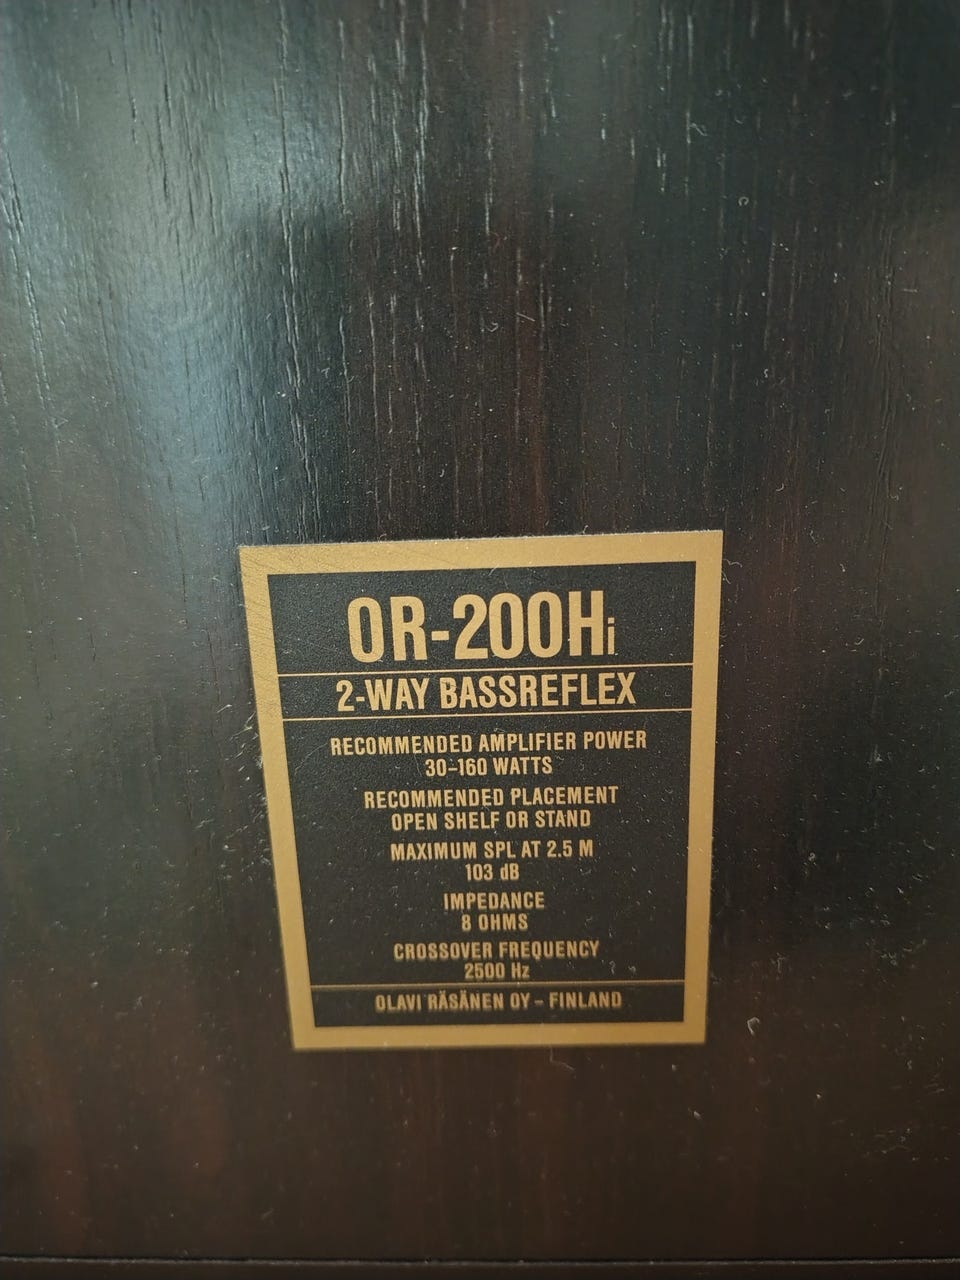 OR-200Hi
2-WAY BASSREFLEX
RECOMMENDED AMPLIFIER POWER
30-160 WATTS
RECOMMENDED PLACEMENT
OPEN SHELF OR STAND
MAXIMUM SPL AT 2.5 M
103 dB
IMPEDANCE
8 OHMS
CROSSOVER FREQUENCY
2500 Hz
OLAVI RÄSÄNEN OY – FINLAND